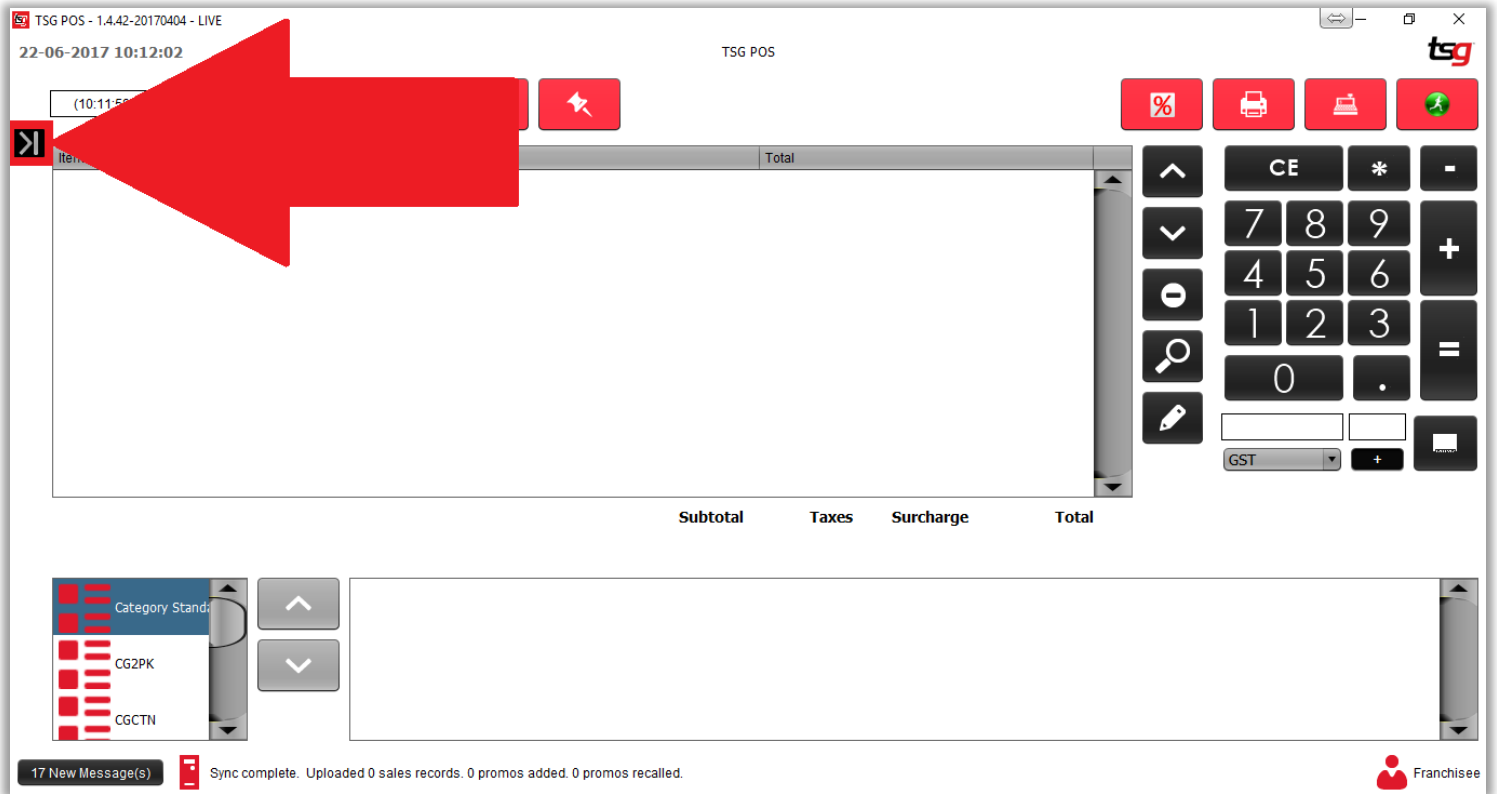 TSG POS - 1.4.42-20170404 - LIVE
22-06-2017 10:12:02
TSG POS
tsg
%
Total
CE * -
7 8 9 +
4 5 6
1 2 3 =
0 .
GST +
Subtotal Taxes Surcharge Total
Category Standa
CG2PK
CGCTN
17 New Message(s)
Sync complete. Uploaded 0 sales records. 0 promos added. 0 promos recalled.
Franchisee